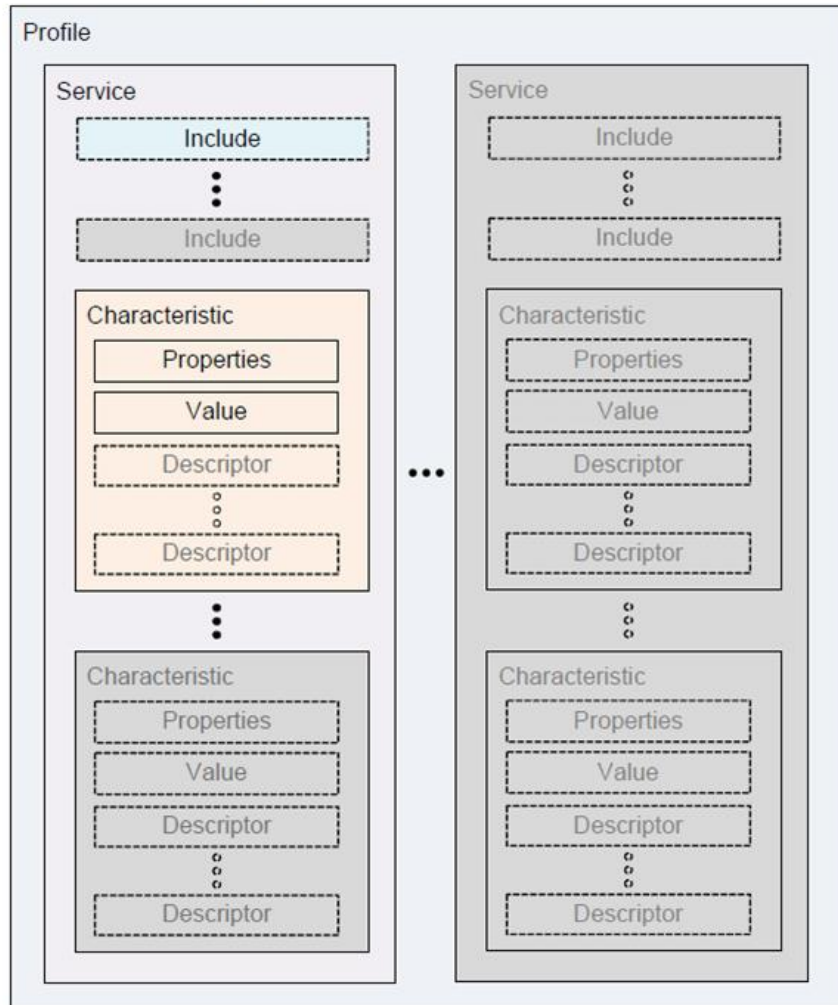 Profile
Service
Include
Include
Characteristic
Properties
Value
Descriptor
Descriptor
Characteristic
Properties
Value
Descriptor
Descriptor
Service
Include
Include
Characteristic
Properties
Value
Descriptor
Descriptor
Characteristic
Properties
Value
Descriptor
Descriptor